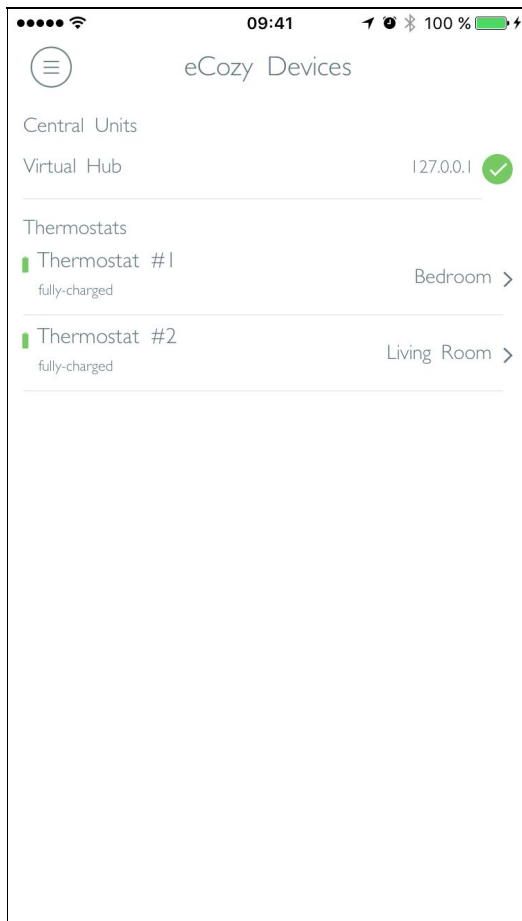 09:41 100 %
eCozy Devices
Central Units
Virtual Hub 127.0.0.1
Thermostats
Thermostat #1
fully-charged
Bedroom
Thermostat #2
fully-charged
Living Room